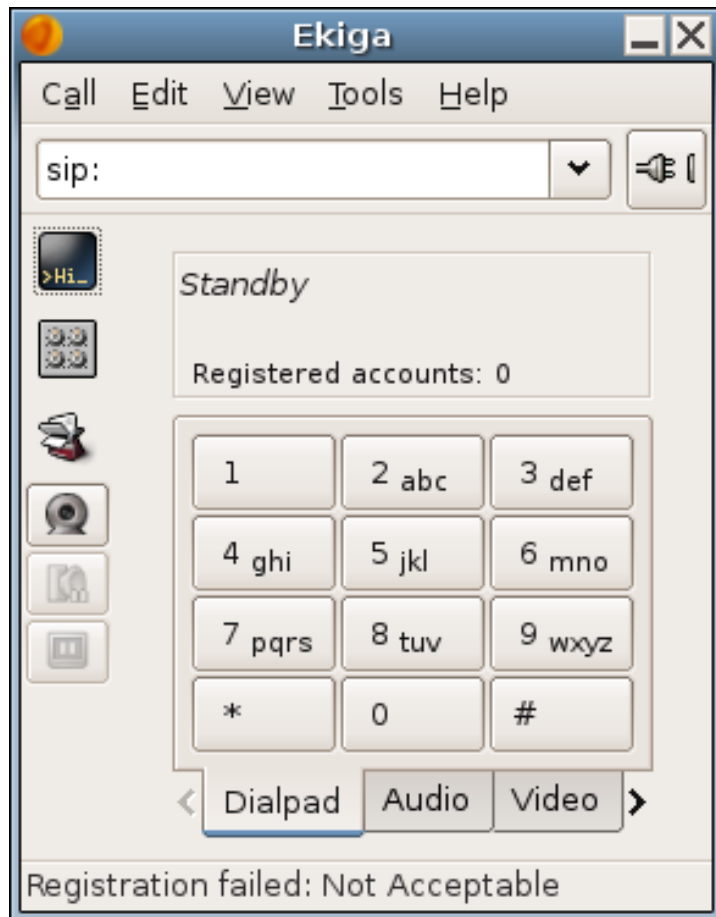 Ekiga
Call Edit View Tools Help
sip:
>Hi_
Standby
Registered accounts: 0
1 2 abc 3 def
4 ghi 5 jkl 6 mno
7 pqrs 8 tuv 9 wxyz
* 0 #
Dialpad Audio Video
Registration failed: Not Acceptable